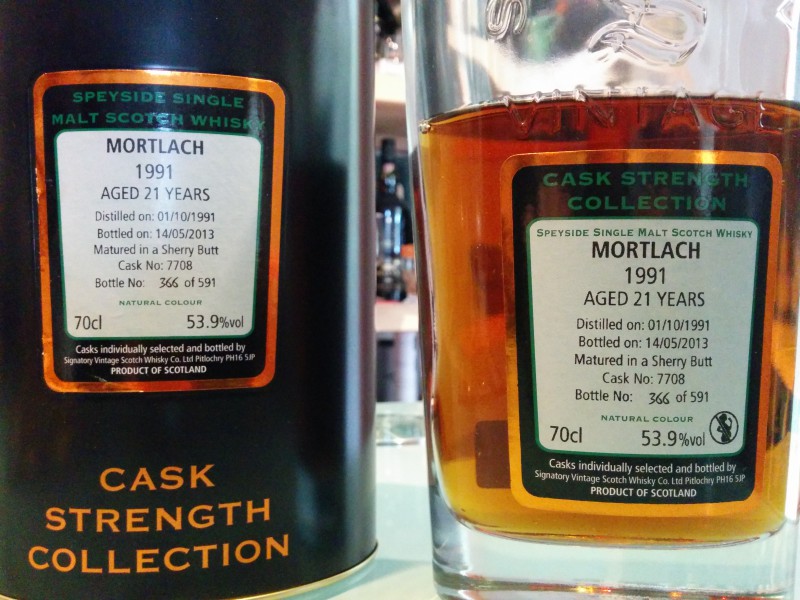 SPEYSIDE SINGLE
MALT SCOTCH WHISKY
MORTLACH
1991
AGED 21 YEARS
Distilled on: 01/10/1991
Bottled on: 14/05/2013
Matured in a Sherry Butt
Cask No: 7708
Bottle No: 366 of 591
NATURAL COLOUR
70cl 53.9%vol
Casks individually selected and bottled by
Signatory Vintage Scotch Whisky Co. Ltd Pitlochry PH16 5JP
PRODUCT OF SCOTLAND
CASK
STRENGTH
COLLECTION
S
VINTAGE
CASK STRENGTH
COLLECTION
SPEYSIDE SINGLE MALT SCOTCH WHISKY
MORTLACH
1991
AGED 21 YEARS
Distilled on: 01/10/1991
Bottled on: 14/05/2013
Matured in a Sherry Butt
Cask No: 7708
Bottle No: 366 of 591
NATURAL COLOUR
70cl 53.9%vol
Casks individually selected and bottled by
Signatory Vintage Scotch Whisky Co. Ltd Pitlochry PH16 5JP
PRODUCT OF SCOTLAND